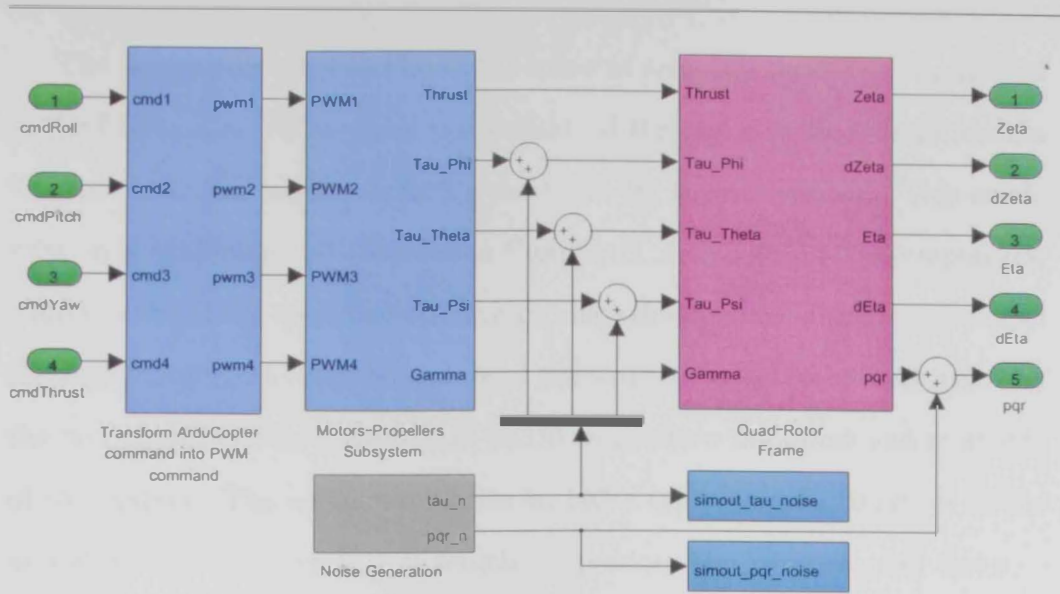 1
cmdRoll
2
cmdPitch
3
cmdYaw
4
cmdThrust
cmd1
cmd2
cmd3
cmd4
pwm1
pwm2
pwm3
pwm4
Transform ArduCopter
command into PWM
command
PWM1
PWM2
PWM3
PWM4
Thrust
Tau_Phi
Tau_Theta
Tau_Psi
Gamma
Motors-Propellers
Subsystem
+
+
+
+
+
+
Thrust
Tau_Phi
Tau_Theta
Tau_Psi
Gamma
Zeta
dZeta
Eta
dEta
pqr
Quad-Rotor
Frame
+
+
1
Zeta
2
dZeta
3
Eta
4
dEta
5
pqr
tau_n
pqr_n
Noise Generation
simout_tau_noise
simout_pqr_noise